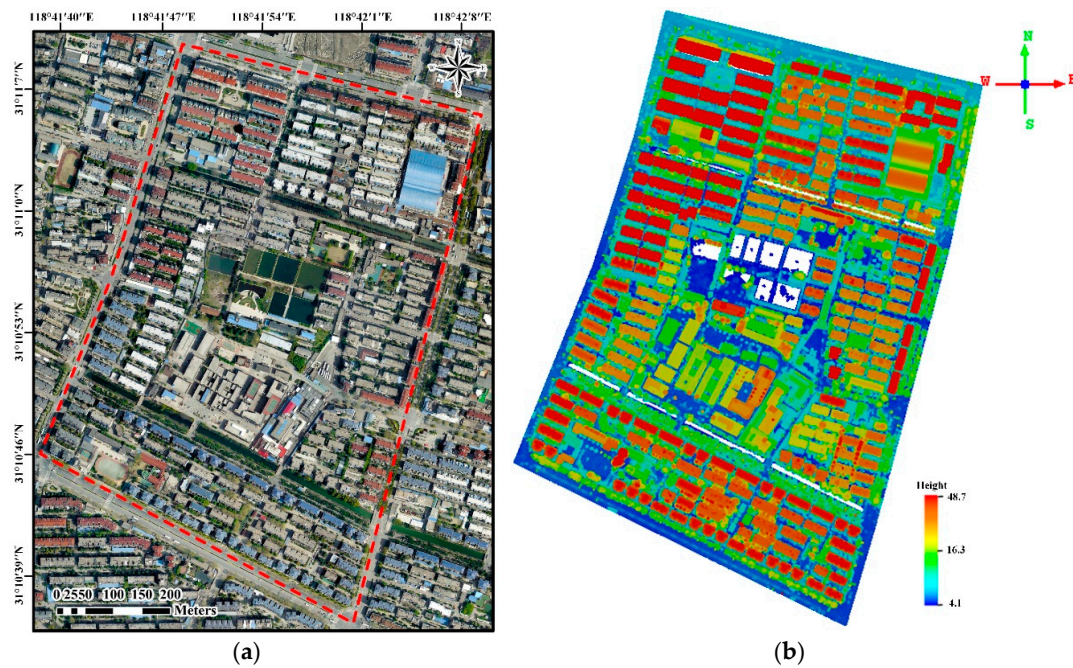 118°41′40″E 118°41′47″E 118°41′54″E 118°42′1″E 118°42′8″E
31°11′7″N
31°11′0″N
31°10′53″N
31°10′46″N
31°10′39″N
0 2550 100 150 200
Meters
N
W E
S
Height
48.7
16.3
4.1
(a) (b)